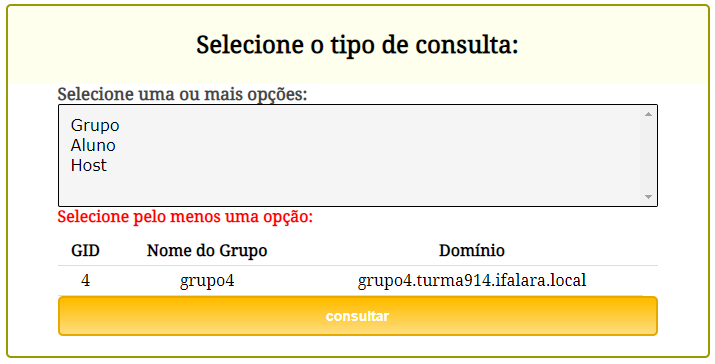 Selecione o tipo de consulta:
Selecione uma ou mais opções:
Grupo
Aluno
Host
Selecione pelo menos uma opção:
GID Nome do Grupo Domínio
4 grupo4 grupo4.turma914.ifalara.local
consultar